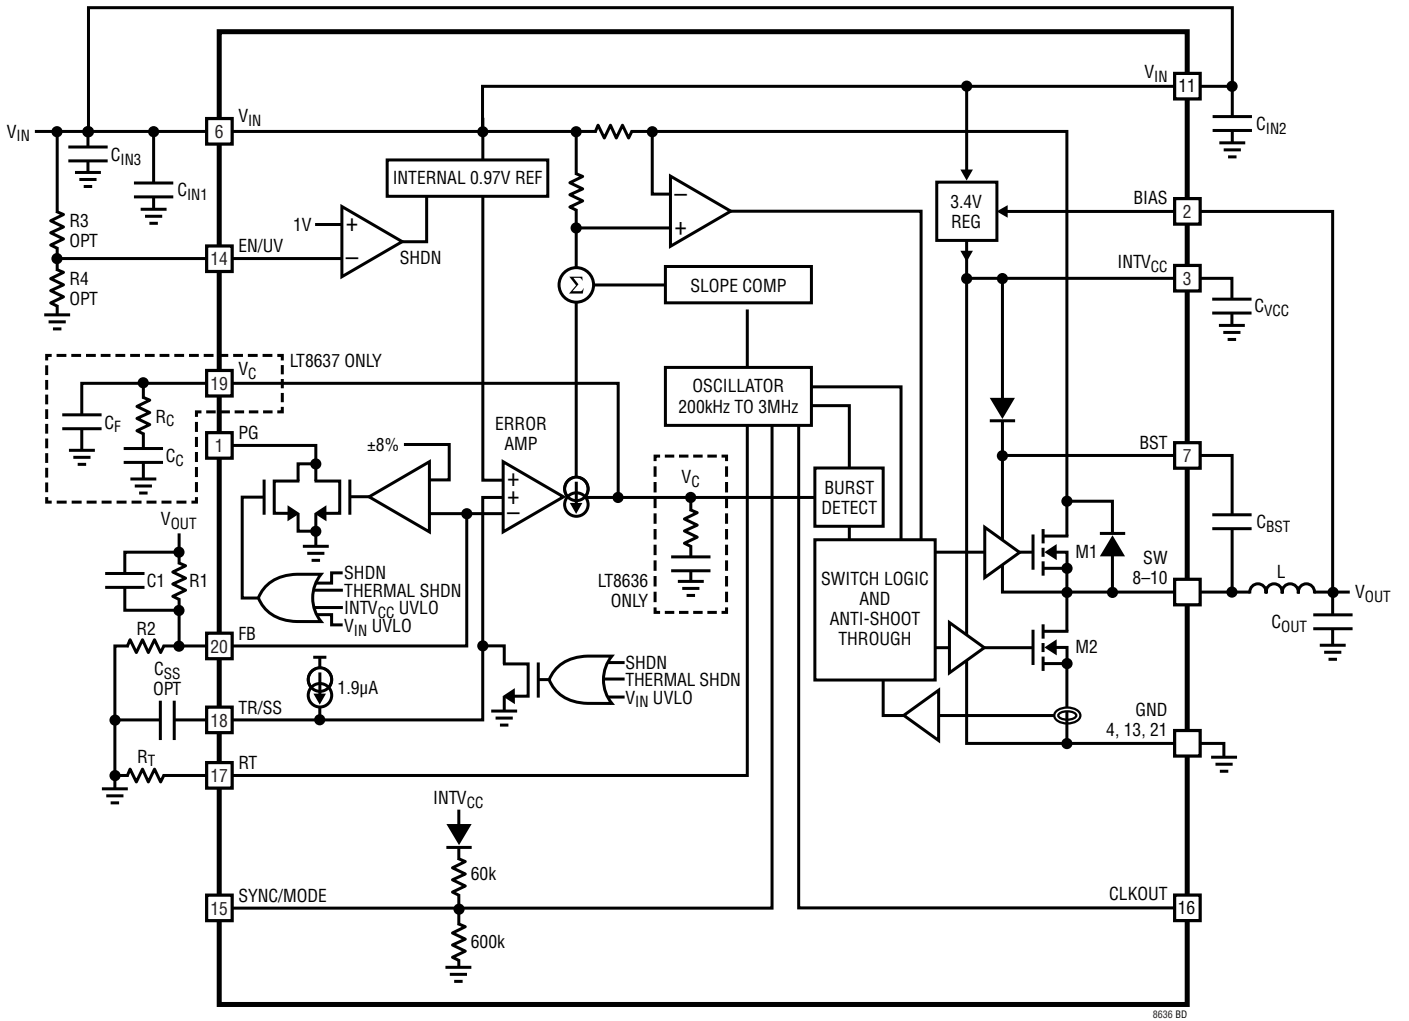 VIN
11
VIN
6
VIN
CIN3
CIN1
CIN2
INTERNAL 0.97V REF
R3
OPT
1V
+
−
SHDN
−
+
3.4V
REG
BIAS
2
EN/UV
14
R4
OPT
Σ
SLOPE COMP
INTVCC
3
CVCC
LT8637 ONLY
VC
19
CF
RC
CC
OSCILLATOR
200kHz TO 3MHz
PG
1
±8%
ERROR
AMP
+
+
−
VC
LT8636
ONLY
BURST
DETECT
BST
7
CBST
VOUT
C1
R1
SHDN
THERMAL SHDN
INTVCC UVLO
VIN UVLO
SWITCH LOGIC
AND
ANTI-SHOOT
THROUGH
M1
SW
8–10
L
VOUT
COUT
R2
FB
20
M2
CSS
OPT
1.9µA
SHDN
THERMAL SHDN
VIN UVLO
TR/SS
18
GND
4, 13, 21
RT
RT
17
INTVCC
60k
SYNC/MODE
15
600k
CLKOUT
16
8636 BD